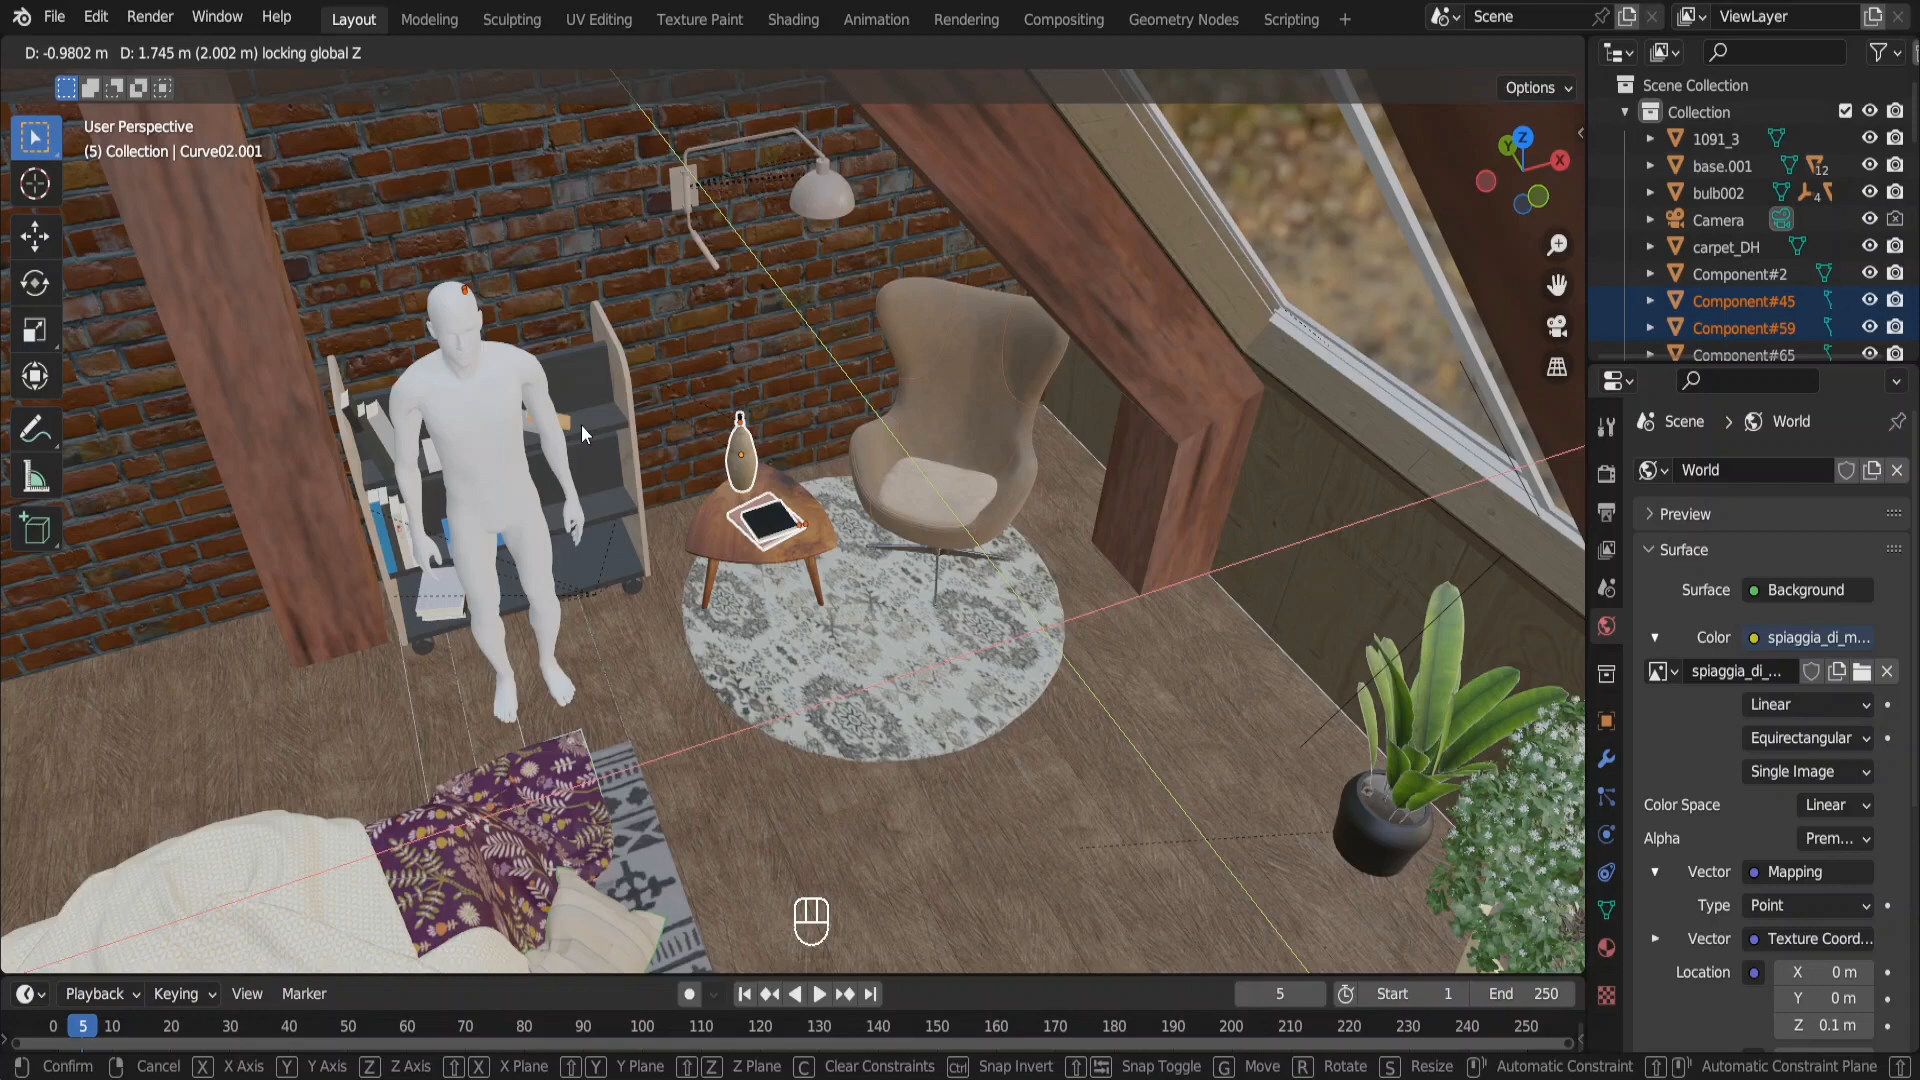 File Edit Render Window Help Layout Modeling Sculpting UV Editing Texture Paint Shading Animation Rendering Compositing Geometry Nodes Scripting Scene ViewLayer
D: -0.9802 m D: 1.745 m (2.002 m) locking global Z
Options
User Perspective
(5) Collection | Curve02.001
Z
Y
X
Scene Collection
Collection
1091_3
base.001 12
bulb002 4
Camera
carpet_DH
Component#2
Component#45
Component#59
Component#65
Scene > World
World
Preview
Surface
Surface Background
Color spiaggia_di_m...
spiaggia_di_...
Linear
Equirectangular
Single Image
Color Space Linear
Alpha Prem...
Vector Mapping
Type Point
Vector Texture Coord...
Location X 0 m
Y 0 m
Z 0.1 m
Playback Keying View Marker 5 Start 1 End 250
0 5 10 20 30 40 50 60 70 80 90 100 110 120 130 140 150 160 170 180 190 200 210 220 230 240 250
Confirm Cancel X X Axis Y Y Axis Z Z Axis X X Plane Y Y Plane Z Z Plane C Clear Constraints Ctrl Snap Invert Snap Toggle G Move R Rotate S Resize Automatic Constraint Automatic Constraint Plane